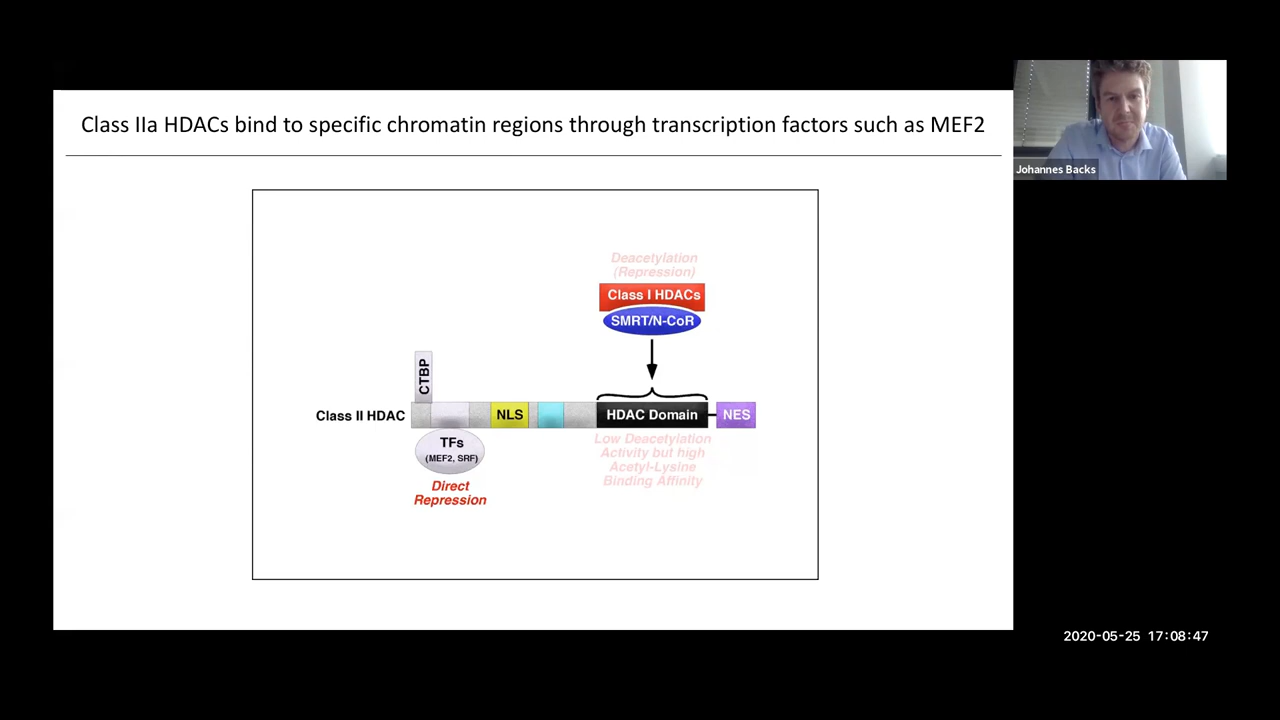 Class IIa HDACs bind to specific chromatin regions through transcription factors such as MEF2
Johannes Backs
Deacetylation
(Repression)
Class I HDACs
SMRT/N-CoR
CTBP
Class II HDAC
NLS
HDAC Domain
NES
TFs
(MEF2, SRF)
Direct
Repression
Low Deacetylation
Activity but high
Acetyl-Lysine
Binding Affinity
2020-05-25 17:08:47